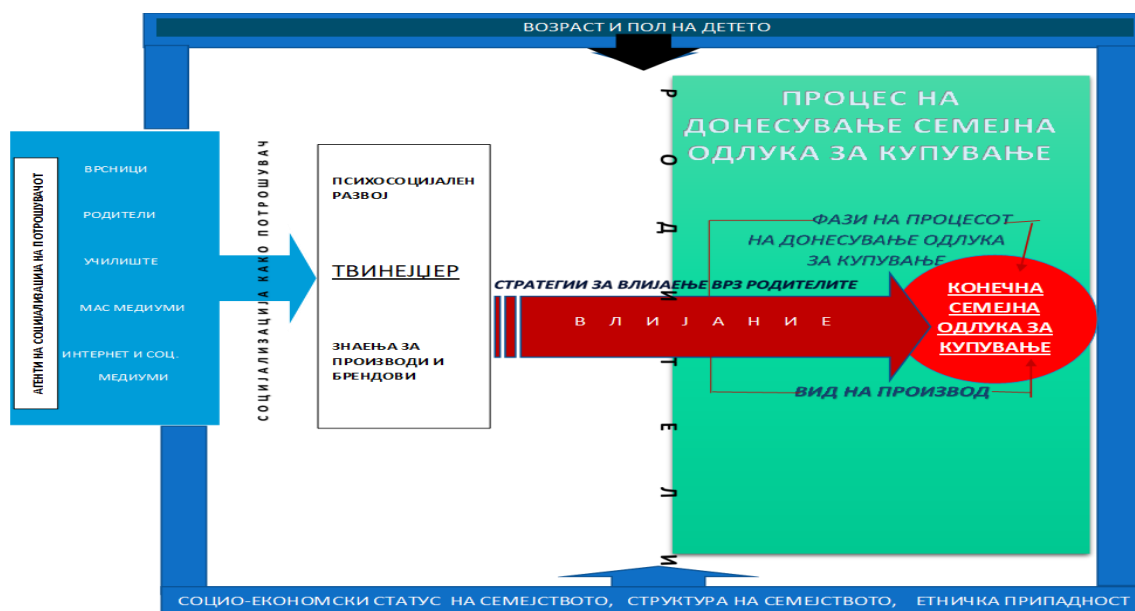 ВОЗРАСТ И ПОЛ НА ДЕТЕТО
АГЕНТИ НА СОЦИЈАЛИЗАЦИЈА НА ПОТРОШУВАЧОТ
ВРСНИЦИ
РОДИТЕЛИ
УЧИЛИШТЕ
МАС МЕДИУМИ
ИНТЕРНЕТ И СОЦ.
МЕДИУМИ
СОЦИЈАЛИЗАЦИЈА КАКО ПОТРОШУВАЧ
ПСИХОСОЦИЈАЛЕН
РАЗВОЈ
ТВИНЕЈЏЕР
ЗНАЕЊА ЗА
ПРОИЗВОДИ И
БРЕНДОВИ
СТРАТЕГИИ ЗА ВЛИЈАЕЊЕ ВРЗ РОДИТЕЛИТЕ
ВЛИЈАНИЕ
РОДИТЕЛИ
ПРОЦЕС НА
ДОНЕСУВАЊЕ СЕМЕЈНА
ОДЛУКА ЗА КУПУВАЊЕ
ФАЗИ НА ПРОЦЕСОТ
НА ДОНЕСУВАЊЕ ОДЛУКА
ЗА КУПУВАЊЕ
КОНЕЧНА
СЕМЕЈНА
ОДЛУКА ЗА
КУПУВАЊЕ
ВИД НА ПРОИЗВОД
СОЦИО-ЕКОНОМСКИ СТАТУС НА СЕМЕЈСТВОТО, СТРУКТУРА НА СЕМЕЈСТВОТО, ЕТНИЧКА ПРИПАДНОСТ